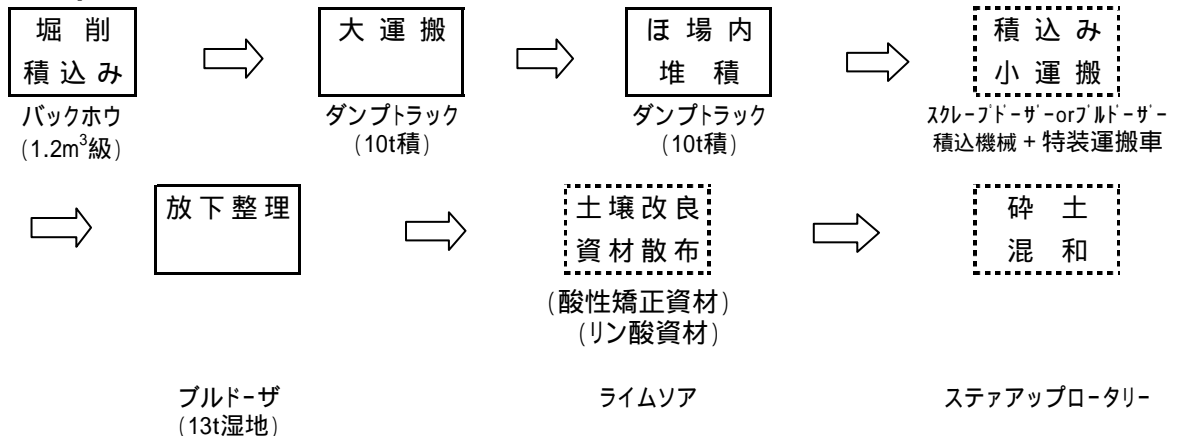 堀 削
積 込 み
大 運 搬
ほ 場 内
堆 積
積 込 み
小 運 搬
バックホウ
(1.2m³級)
ダンプトラック
(10t積)
ダンプトラック
(10t積)
スクレープドーザーorブルドーザー
積込機械 + 特装運搬車
放下整理
土壌改良
資材散布
砕 土
混 和
(酸性矯正資材)
(リン酸資材)
ブルドーザ
(13t湿地)
ライムソア
ステァアップロータリー